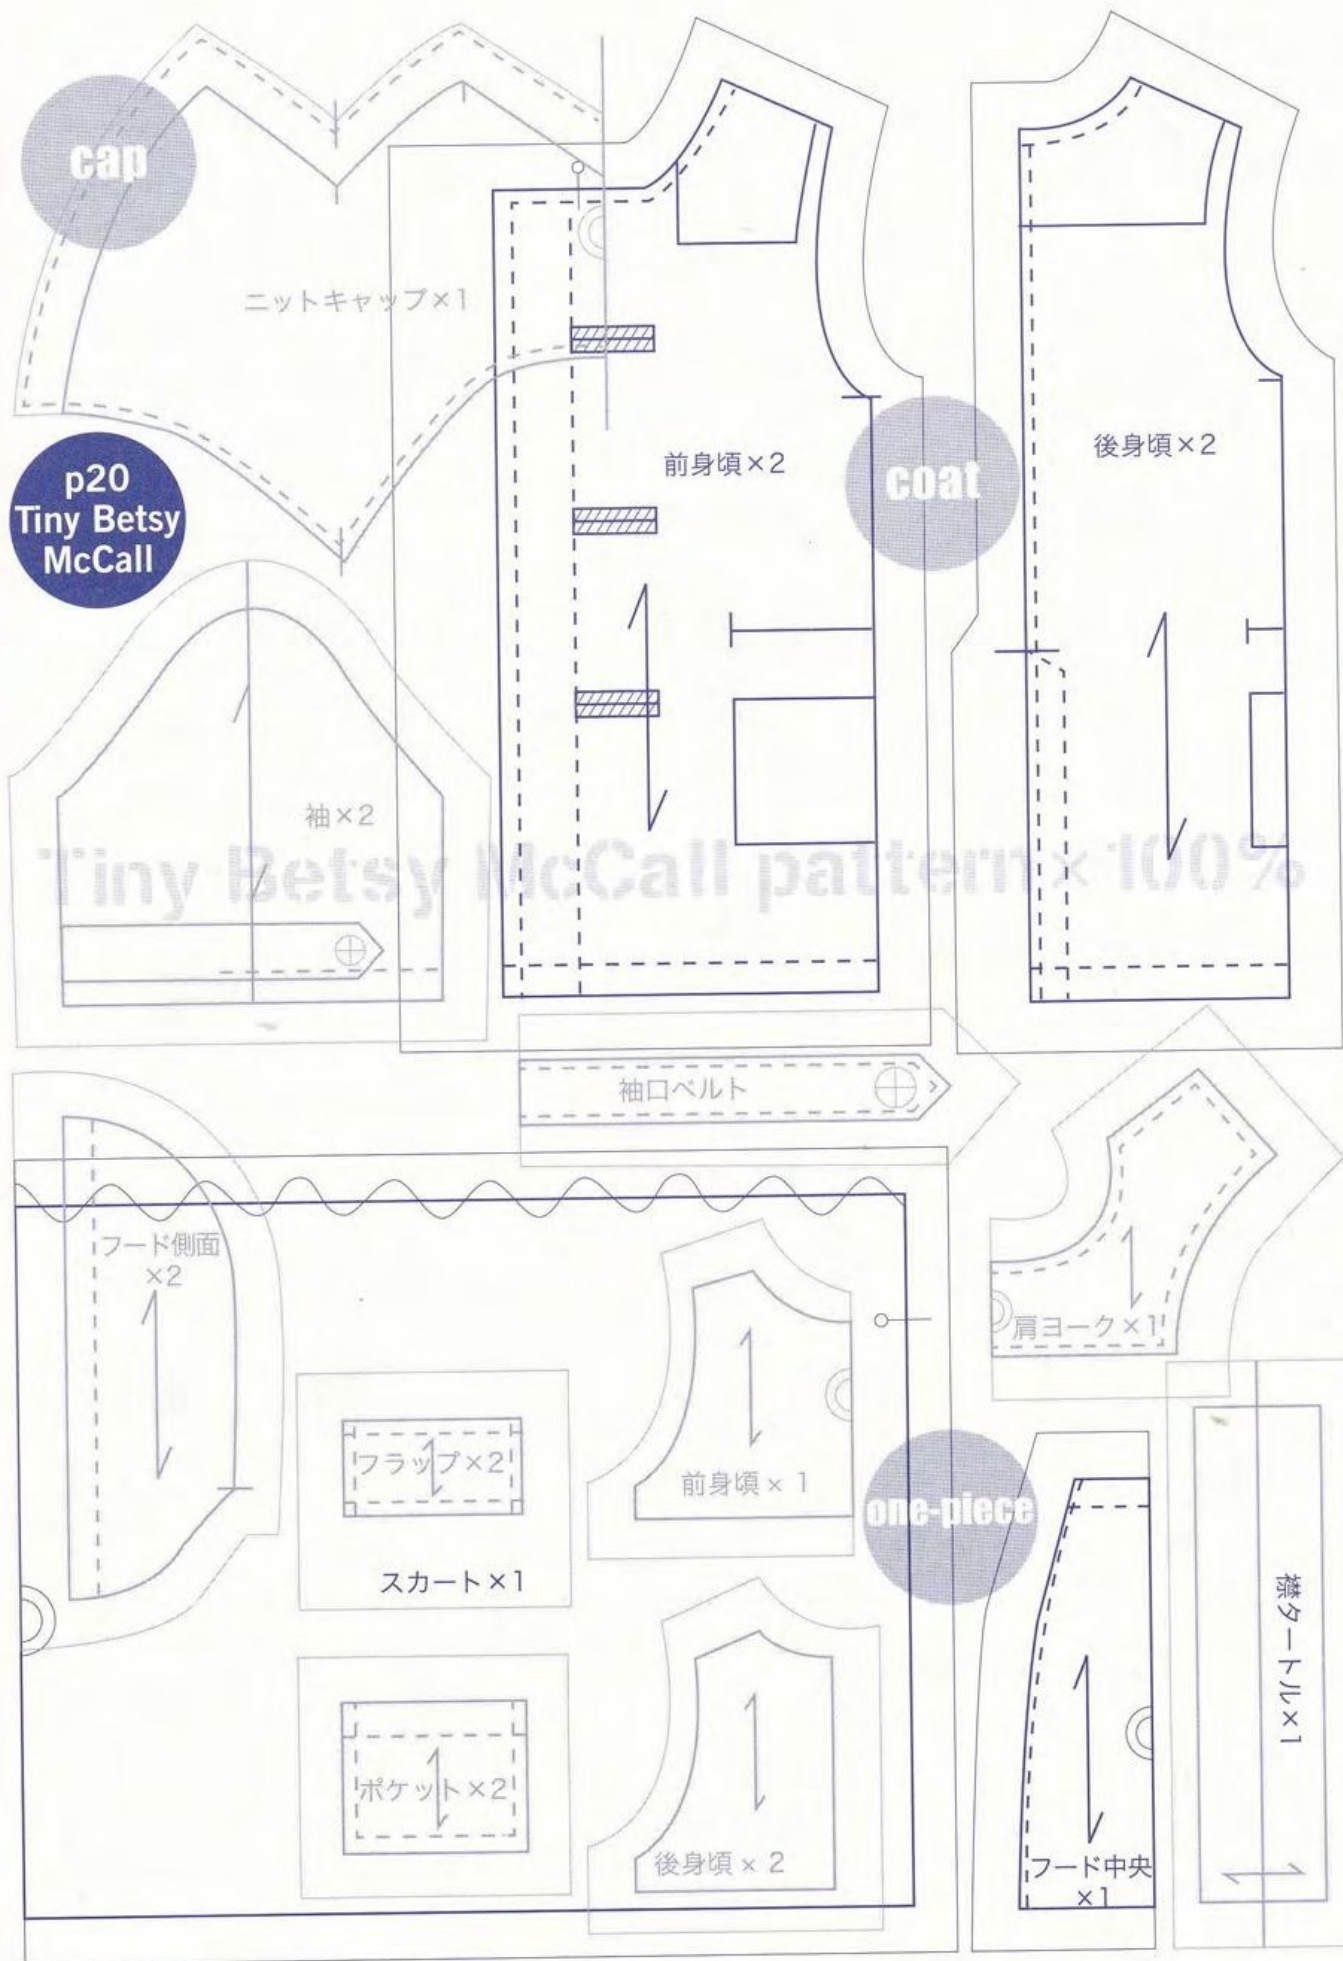 cap
ニットキャップ×1
p20
Tiny Betsy
McCall
前身頃×2
coat
後身頃×2
袖×2
Tiny Betsy McCall pattern×100%
袖口ベルト
フード側面
×2
肩ヨーク×1
フラップ×2
前身頃×1
one-piece
スカート×1
襟タートル×1
ポケット×2
後身頃×2
フード中央
×1